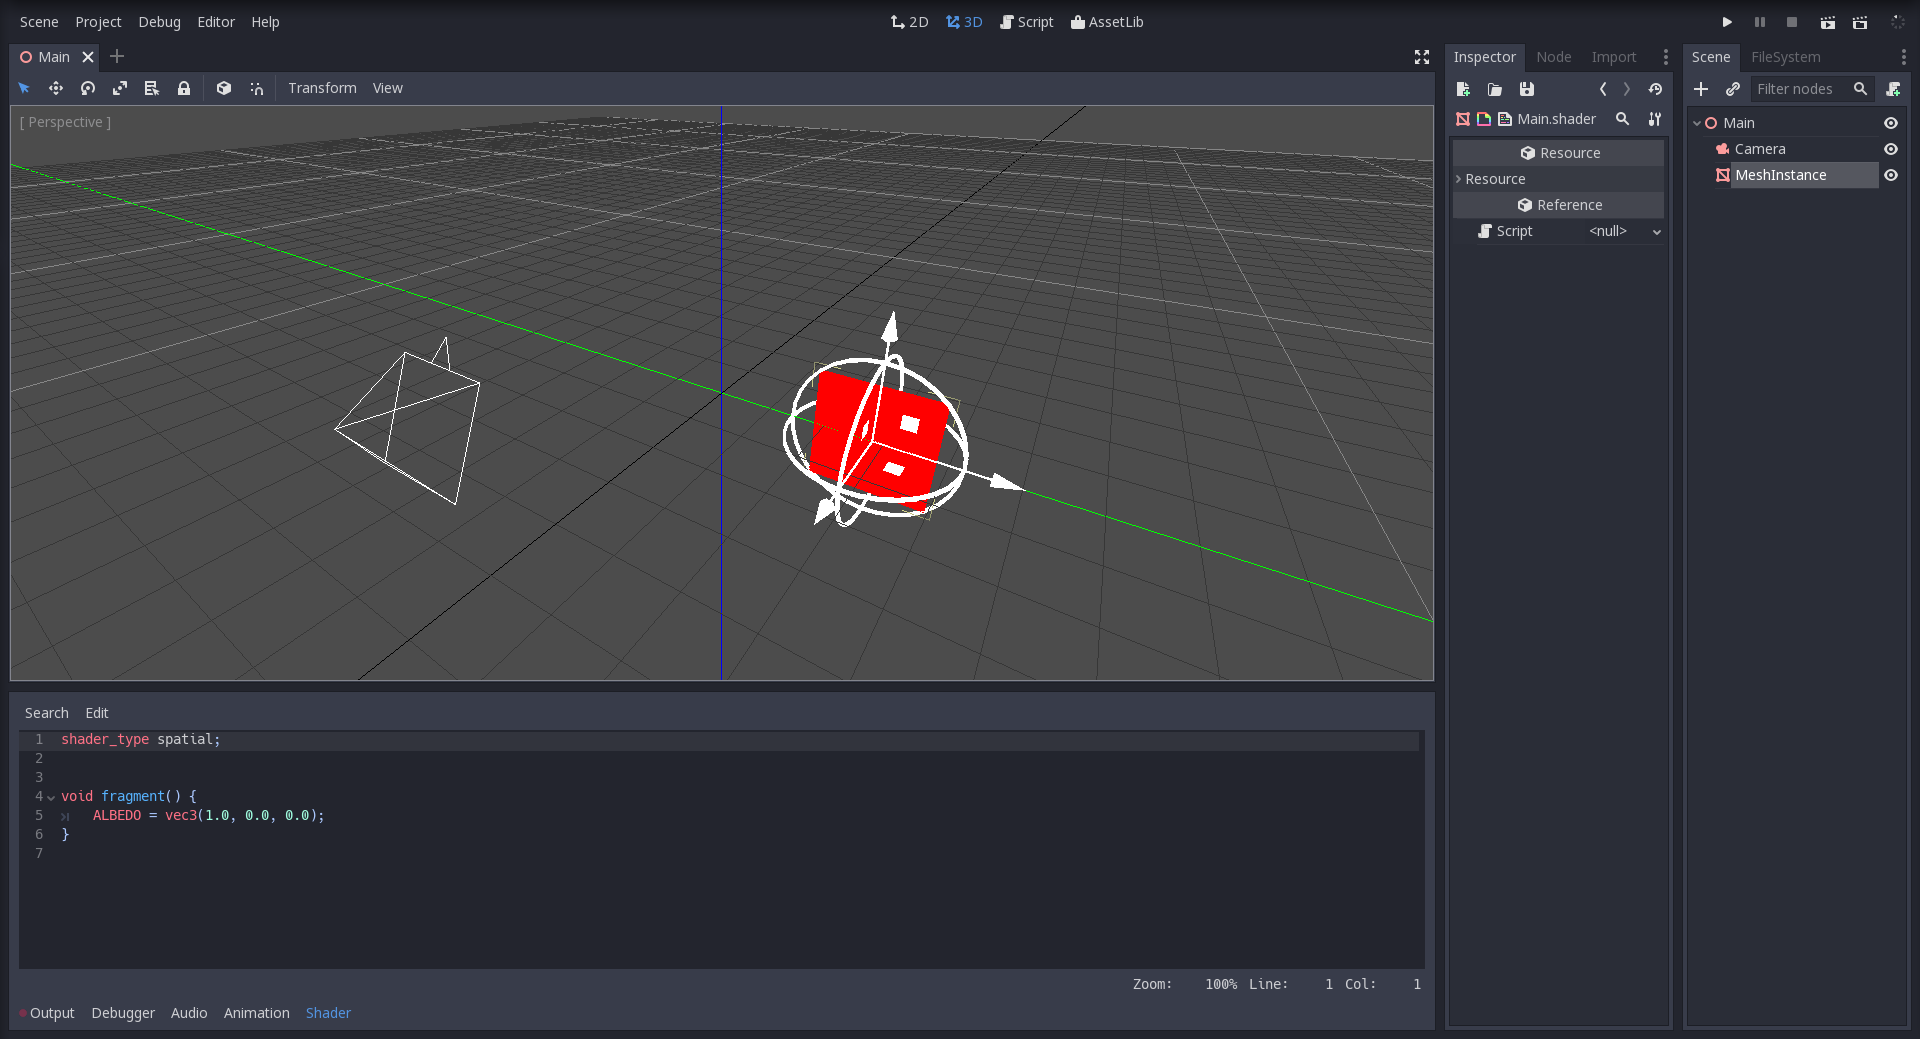 Scene Project Debug Editor Help 2D 3D Script AssetLib
Main
Transform View
[ Perspective ]
Search Edit
1 shader_type spatial;
2
3
4 void fragment() {
5 ALBEDO = vec3(1.0, 0.0, 0.0);
6 }
7
Zoom: 100% Line: 1 Col: 1
Output Debugger Audio Animation Shader
Inspector Node Import
Main.shader
Resource
Resource
Reference
Script <null>
Scene FileSystem
Filter nodes
Main
Camera
MeshInstance